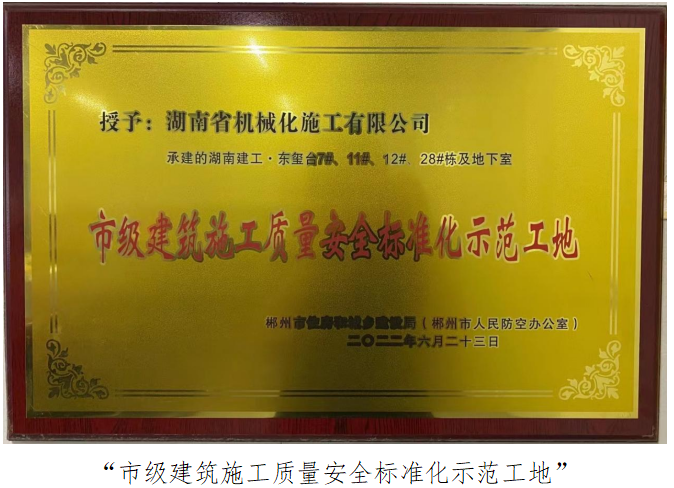 授予：湖南省机械化施工有限公司
承建的湖南建工·东玺台7#、11#、12#、28#栋及地下室
市级建筑施工质量安全标准化示范工地
郴州市住房和城乡建设局（郴州市人民防空办公室）
二〇二二年六月二十三日
“市级建筑施工质量安全标准化示范工地”